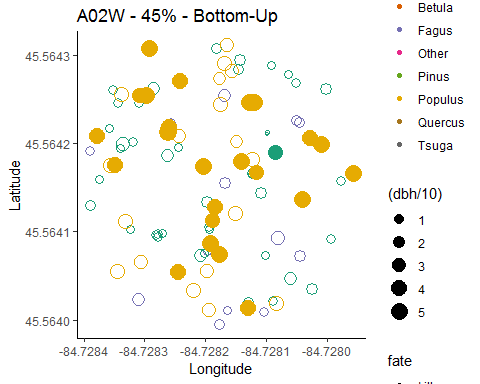 A02W - 45% - Bottom-Up
45.5643
45.5642
45.5641
45.5640
Latitude
-84.7284
-84.7283
-84.7282
-84.7281
-84.7280
Longitude
Betula
Fagus
Other
Pinus
Populus
Quercus
Tsuga
(dbh/10)
1
2
3
4
5
fate